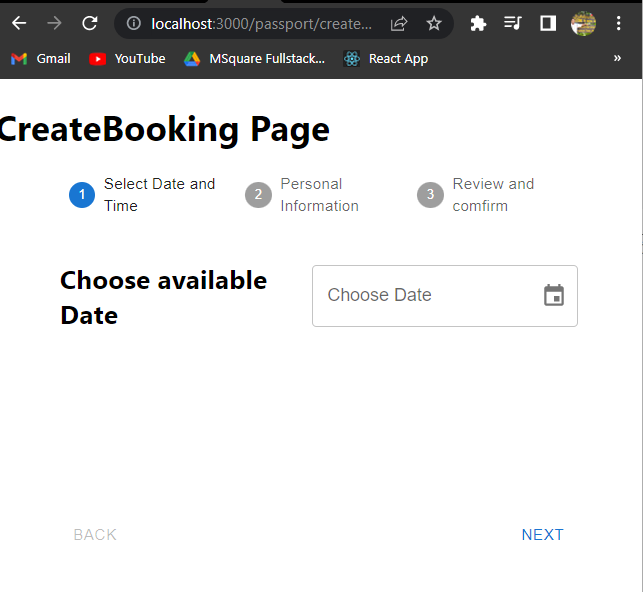 localhost:3000/passport/create...
Gmail YouTube MSquare Fullstack... React App »
CreateBooking Page
1 Select Date and Time
2 Personal Information
3 Review and comfirm
Choose available
Date
Choose Date
BACK NEXT